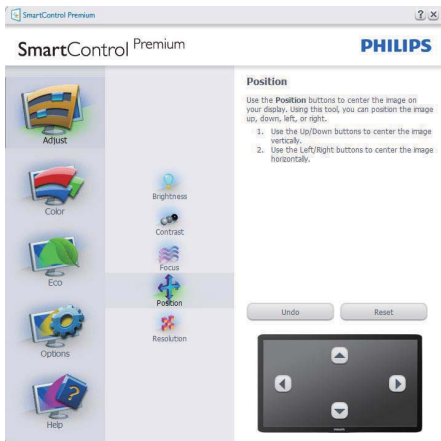 SmartControl Premium
SmartControl Premium
PHILIPS
Adjust
Color
Eco
Options
Help
Brightness
Contrast
Focus
Position
Resolution
Position
Use the Position buttons to center the image on
your display. Using this tool, you can position the image
up, down, left, or right.
1. Use the Up/Down buttons to center the image
vertically.
2. Use the Left/Right buttons to center the image
horizontally.
Undo
Reset
PHILIPS